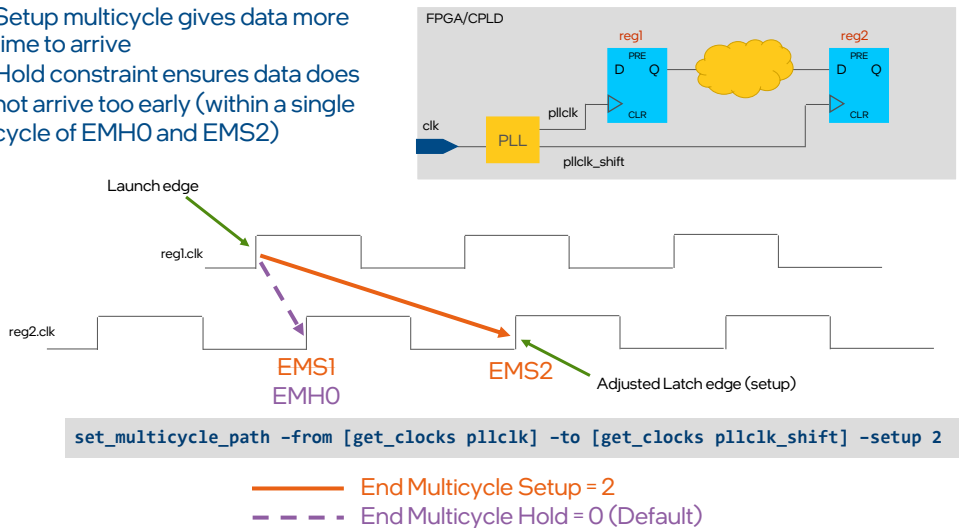 Setup multicycle gives data more
time to arrive
Hold constraint ensures data does
not arrive too early (within a single
cycle of EMH0 and EMS2)
FPGA/CPLD
reg1
reg2
PRE
D Q
CLR
PRE
D Q
CLR
clk
PLL
pllclk
pllclk_shift
Launch edge
reg1.clk
reg2.clk
EMS1
EMH0
EMS2
Adjusted Latch edge (setup)
set_multicycle_path –from [get_clocks pllclk] –to [get_clocks pllclk_shift] –setup 2
End Multicycle Setup = 2
End Multicycle Hold = 0 (Default)